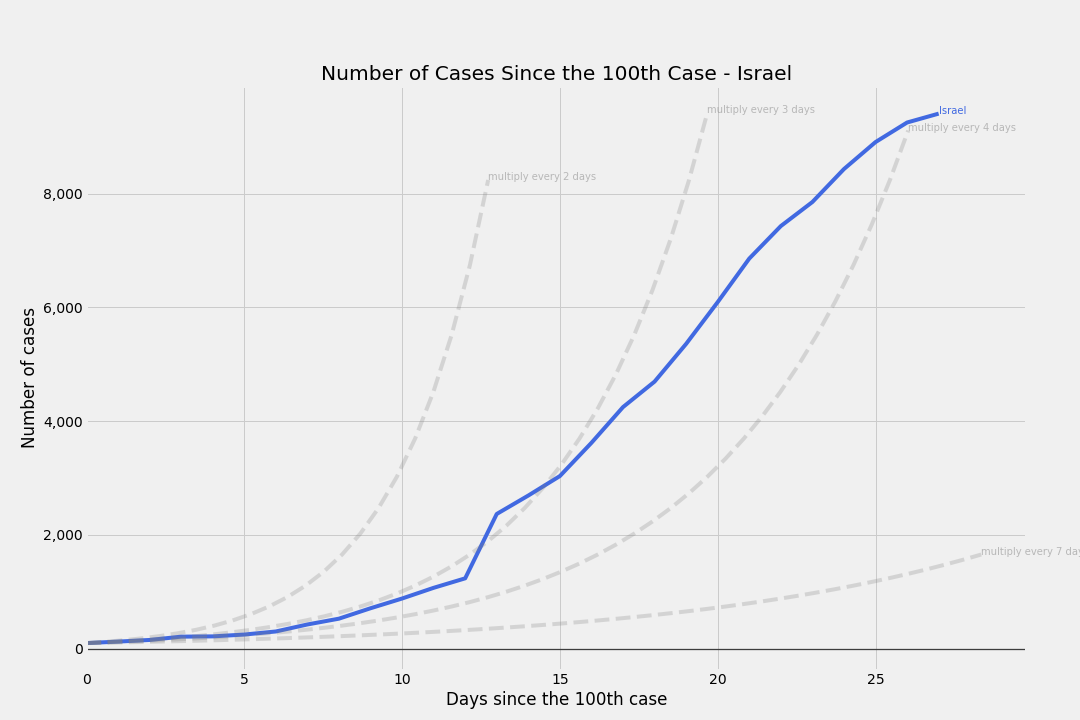 Number of Cases Since the 100th Case - Israel
multiply every 3 days
Israel
multiply every 4 days
multiply every 2 days
8,000
6,000
4,000
2,000
0
multiply every 7 day
Number of cases
0
5
10
15
20
25
Days since the 100th case